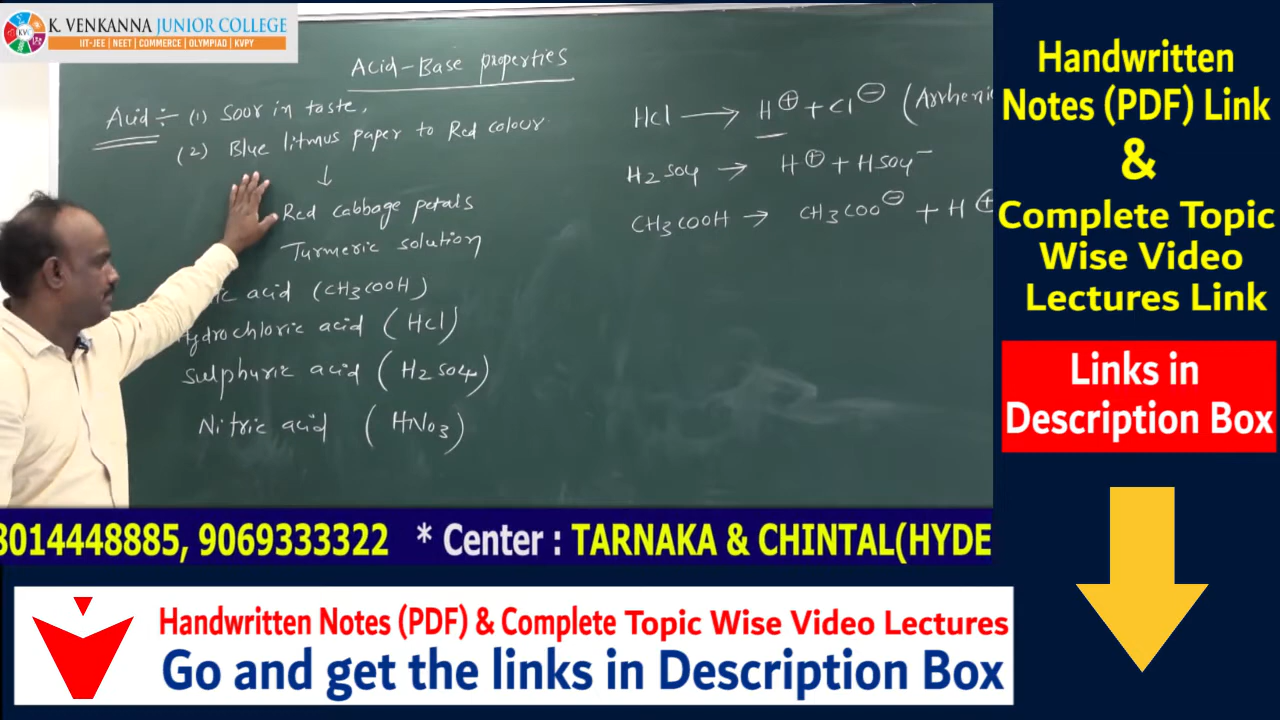 K. VENKANNA JUNIOR COLLEGE
IIT-JEE | NEET | COMMERCE | OLYMPIAD | KVPY
Acid-Base properties
Acid :- (1) Soor in taste,
(2) Blue litmus paper to Red colour
↓
Red cabbage petals
Turmeric solution
acid (CH3COOH)
Hydrochloric acid (HCl)
Sulphuric acid (H2SO4)
Nitric acid (HNO3)
HCl → H⊕ + Cl⊖ (Arrheni
H2SO4 → H⊕ + HSO4⁻
CH3COOH → CH3COO⊖ + H⊕
Handwritten
Notes (PDF) Link
&
Complete Topic
Wise Video
Lectures Link
Links in
Description Box
8014448885, 9069333322 * Center : TARNAKA & CHINTAL(HYDE
Handwritten Notes (PDF) & Complete Topic Wise Video Lectures
Go and get the links in Description Box